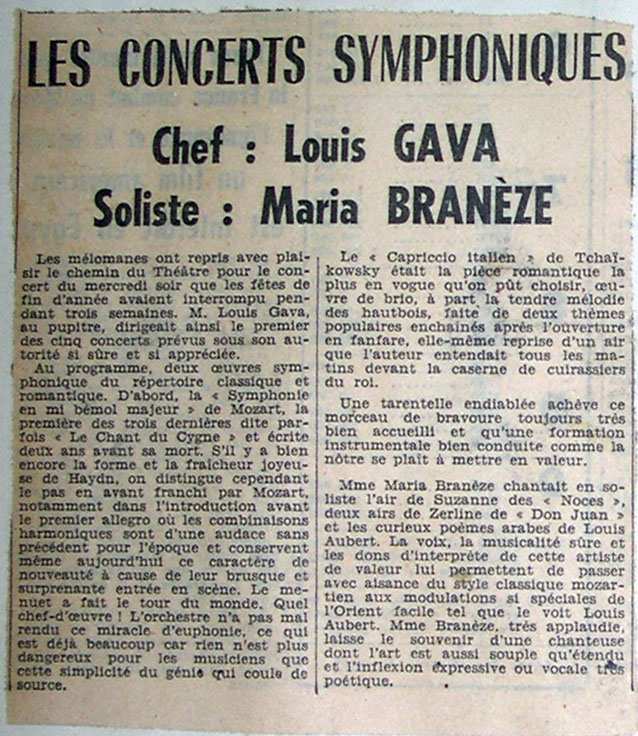 LES CONCERTS SYMPHONIQUES
Chef : Louis GAVA
Soliste : Maria BRANÈZE
Les mélomanes ont repris avec plai-
sir le chemin du Théâtre pour le con-
cert du mercredi soir que les fêtes de
fin d'année avaient interrompu pen-
dant trois semaines. M. Louis Gava,
au pupitre, dirigeait ainsi le premier
des cinq concerts prévus sous son au-
torité si sûre et si appréciée.
Au programme, deux œuvres sym-
phonique du répertoire classique et
romantique. D'abord, la « Symphonie
en mi bémol majeur » de Mozart, la
première des trois dernières dite par-
fois « Le Chant du Cygne » et écrite
deux ans avant sa mort. S'il y a bien
encore la forme et la fraicheur joyeu-
se de Haydn, on distingue cependant
le pas en avant franchi par Mozart,
notamment dans l'introduction avant
le premier allegro où les combinaisons
harmoniques sont d'une audace sans
précédent pour l'époque et conservent
même aujourd'hui ce caractère de
nouveauté à cause de leur brusque et
surprenante entrée en scène. Le me-
nuet a fait le tour du monde. Quel
chef-d'œuvre ! L'orchestre n'a pas mal
rendu ce miracle d'euphonie, ce qui
est déjà beaucoup car rien n'est plus
dangereux pour les musiciens que
cette simplicité du génie qui coule de
source.
Le « Capriccio italien » de Tchaï-
kowsky était la pièce romantique la
plus en vogue qu'on pût choisir, œu-
vre de brio, à part la tendre mélodie
des hautbois, faite de deux thèmes
populaires enchainés après l'ouverture
en fanfare, elle-même reprise d'un air
que l'auteur entendait tous les ma-
tins devant la caserne de cuirassiers
du roi.
Une tarentelle endiablée achève ce
morceau de bravoure toujours très
bien accueilli et qu'une formation
instrumentale bien conduite comme la
nôtre se plaît à mettre en valeur.
Mme Maria Branèze chantait en so-
liste l'air de Suzanne des « Noces »,
deux airs de Zerline de « Don Juan »
et les curieux poèmes arabes de Louis
Aubert. La voix, la musicalité sûre et
les dons d'interprète de cette artiste
de valeur lui permettent de passer
avec aisance du style classique mozar-
tien aux modulations si spéciales de
l'Orient facile tel que le voit Louis
Aubert. Mme Branèze, très applaudie,
laisse le souvenir d'une chanteuse
dont l'art est aussi souple qu'étendu
et l'inflexion expressive ou vocale très
poétique.